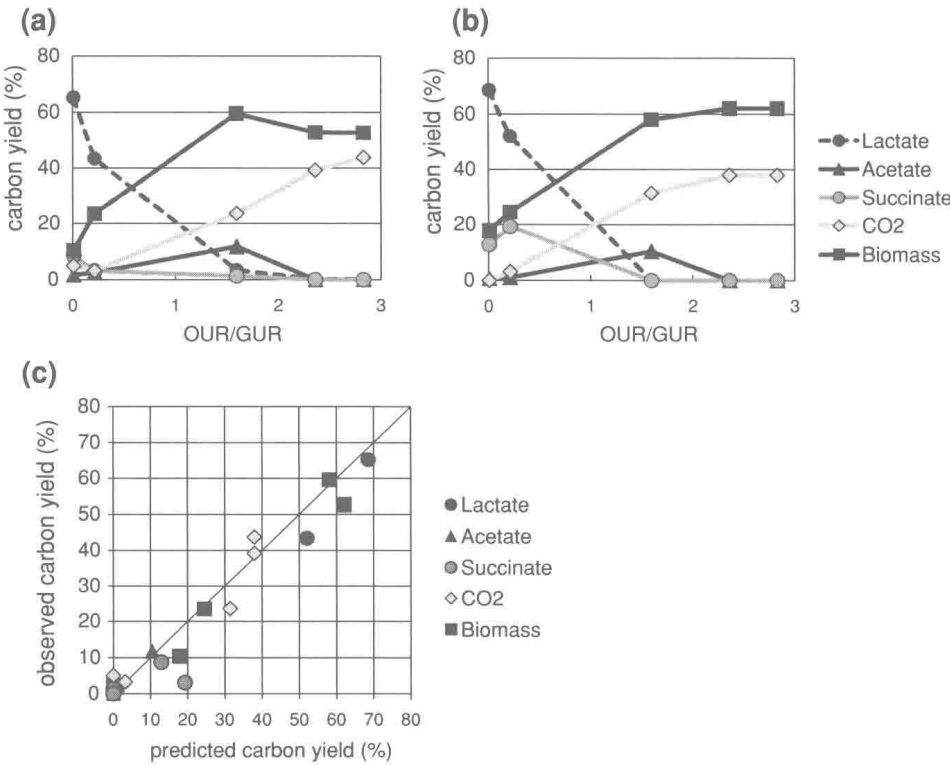 (a)
80
60
40
20
0
carbon yield (%)
0 1 2 3
OUR/GUR
(b)
80
60
40
20
0
carbon yield (%)
0 1 2 3
OUR/GUR
Lactate
Acetate
Succinate
CO2
Biomass
(c)
80
70
60
50
40
30
20
10
0
observed carbon yield (%)
0 10 20 30 40 50 60 70 80
predicted carbon yield (%)
Lactate
Acetate
Succinate
CO2
Biomass